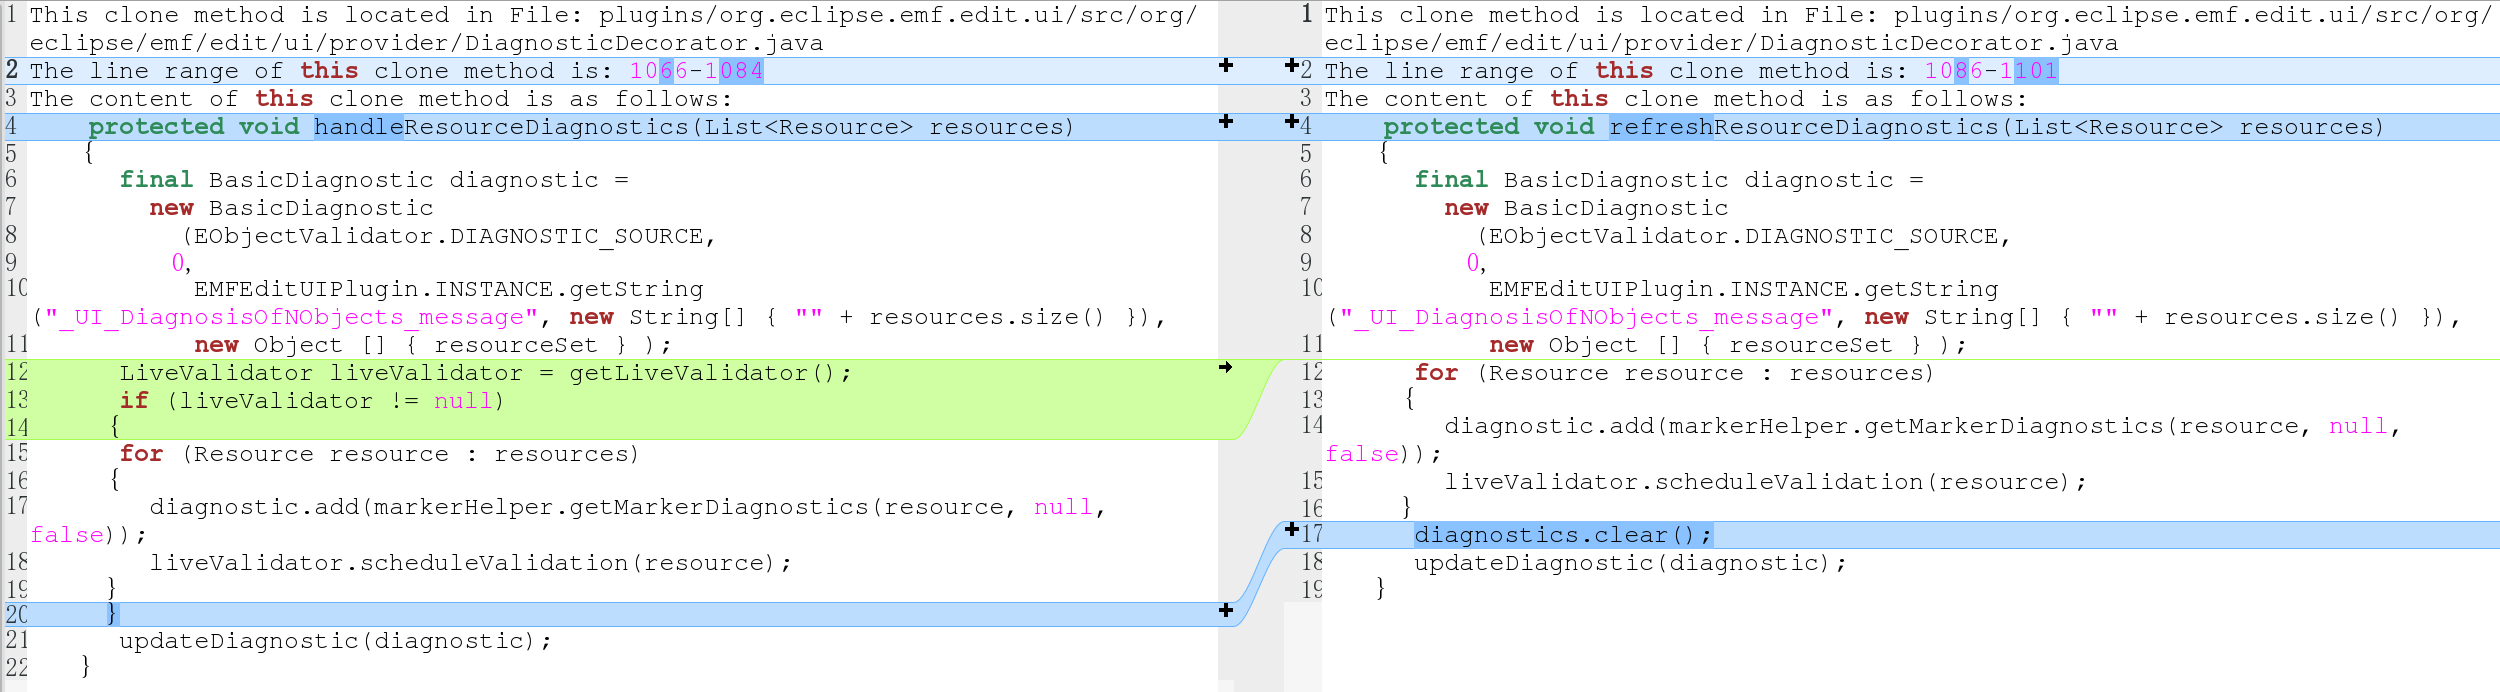 1 This clone method is located in File: plugins/org.eclipse.emf.edit.ui/src/org/
eclipse/emf/edit/ui/provider/DiagnosticDecorator.java
2 The line range of this clone method is: 1066-1084
3 The content of this clone method is as follows:
4 protected void handleResourceDiagnostics(List<Resource> resources)
5 {
6 final BasicDiagnostic diagnostic =
7 new BasicDiagnostic
8 (EObjectValidator.DIAGNOSTIC_SOURCE,
9 0,
10 EMFEditUIPlugin.INSTANCE.getString
("_UI_DiagnosisOfNObjects_message", new String[] { "" + resources.size() }),
11 new Object [] { resourceSet } );
12 LiveValidator liveValidator = getLiveValidator();
13 if (liveValidator != null)
14 {
15 for (Resource resource : resources)
16 {
17 diagnostic.add(markerHelper.getMarkerDiagnostics(resource, null,
false));
18 liveValidator.scheduleValidation(resource);
19 }
20 }
21 updateDiagnostic(diagnostic);
22 }
1 This clone method is located in File: plugins/org.eclipse.emf.edit.ui/src/org/
eclipse/emf/edit/ui/provider/DiagnosticDecorator.java
2 The line range of this clone method is: 1086-1101
3 The content of this clone method is as follows:
4 protected void refreshResourceDiagnostics(List<Resource> resources)
5 {
6 final BasicDiagnostic diagnostic =
7 new BasicDiagnostic
8 (EObjectValidator.DIAGNOSTIC_SOURCE,
9 0,
10 EMFEditUIPlugin.INSTANCE.getString
("_UI_DiagnosisOfNObjects_message", new String[] { "" + resources.size() }),
11 new Object [] { resourceSet } );
12 for (Resource resource : resources)
13 {
14 diagnostic.add(markerHelper.getMarkerDiagnostics(resource, null,
false));
15 liveValidator.scheduleValidation(resource);
16 }
17 diagnostics.clear();
18 updateDiagnostic(diagnostic);
19 }